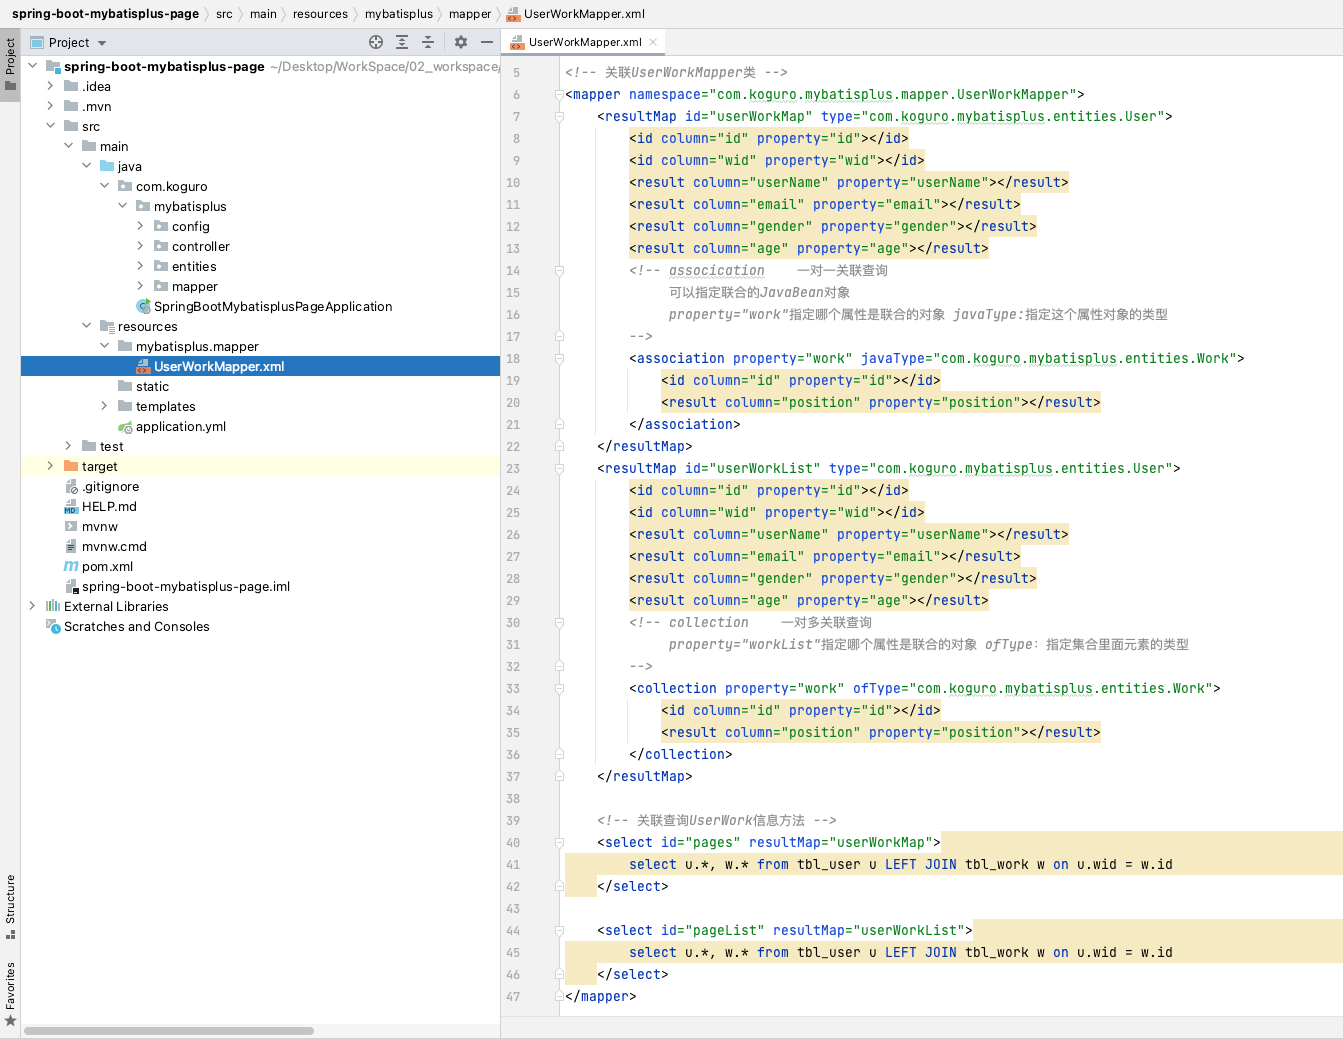 spring-boot-mybatisplus-page src main resources mybatisplus mapper UserWorkMapper.xml
Project
Project
UserWorkMapper.xml
spring-boot-mybatisplus-page ~/Desktop/WorkSpace/02_workspace/
.idea
.mvn
src
main
java
com.koguro
mybatisplus
config
controller
entities
mapper
SpringBootMybatisplusPageApplication
resources
mybatisplus.mapper
UserWorkMapper.xml
static
templates
application.yml
test
target
.gitignore
HELP.md
mvnw
mvnw.cmd
pom.xml
spring-boot-mybatisplus-page.iml
External Libraries
Scratches and Consoles
Structure
Favorites
5 <!-- 关联UserWorkMapper类 -->
6 <mapper namespace="com.koguro.mybatisplus.mapper.UserWorkMapper">
7 <resultMap id="userWorkMap" type="com.koguro.mybatisplus.entities.User">
8 <id column="id" property="id"></id>
9 <id column="wid" property="wid"></id>
10 <result column="userName" property="userName"></result>
11 <result column="email" property="email"></result>
12 <result column="gender" property="gender"></result>
13 <result column="age" property="age"></result>
14 <!-- assocication 一对一关联查询
15 可以指定联合的JavaBean对象
16 property="work"指定哪个属性是联合的对象 javaType:指定这个属性对象的类型
17 -->
18 <association property="work" javaType="com.koguro.mybatisplus.entities.Work">
19 <id column="id" property="id"></id>
20 <result column="position" property="position"></result>
21 </association>
22 </resultMap>
23 <resultMap id="userWorkList" type="com.koguro.mybatisplus.entities.User">
24 <id column="id" property="id"></id>
25 <id column="wid" property="wid"></id>
26 <result column="userName" property="userName"></result>
27 <result column="email" property="email"></result>
28 <result column="gender" property="gender"></result>
29 <result column="age" property="age"></result>
30 <!-- collection 一对多关联查询
31 property="workList"指定哪个属性是联合的对象 ofType: 指定集合里面元素的类型
32 -->
33 <collection property="work" ofType="com.koguro.mybatisplus.entities.Work">
34 <id column="id" property="id"></id>
35 <result column="position" property="position"></result>
36 </collection>
37 </resultMap>
38
39 <!-- 关联查询UserWork信息方法 -->
40 <select id="pages" resultMap="userWorkMap">
41 select u.*, w.* from tbl_user u LEFT JOIN tbl_work w on u.wid = w.id
42 </select>
43
44 <select id="pageList" resultMap="userWorkList">
45 select u.*, w.* from tbl_user u LEFT JOIN tbl_work w on u.wid = w.id
46 </select>
47 </mapper>